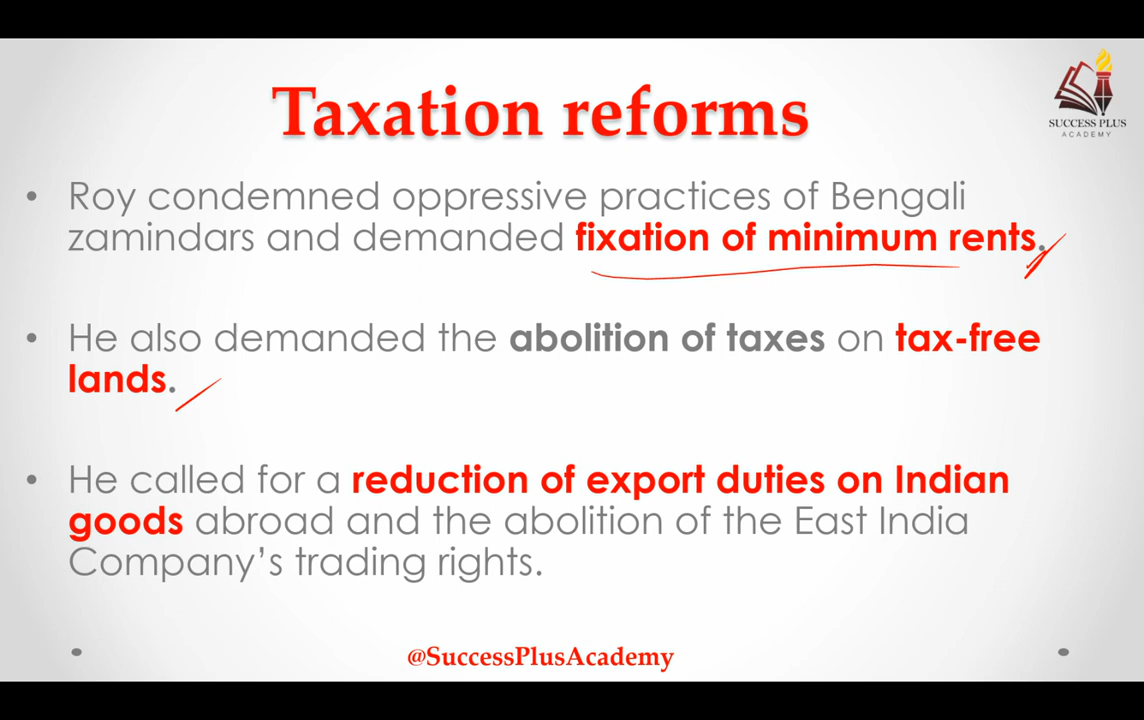 Taxation reforms
SUCCESS PLUS
ACADEMY
• Roy condemned oppressive practices of Bengali
zamindars and demanded fixation of minimum rents.
• He also demanded the abolition of taxes on tax-free
lands.
• He called for a reduction of export duties on Indian
goods abroad and the abolition of the East India
Company’s trading rights.
@SuccessPlusAcademy